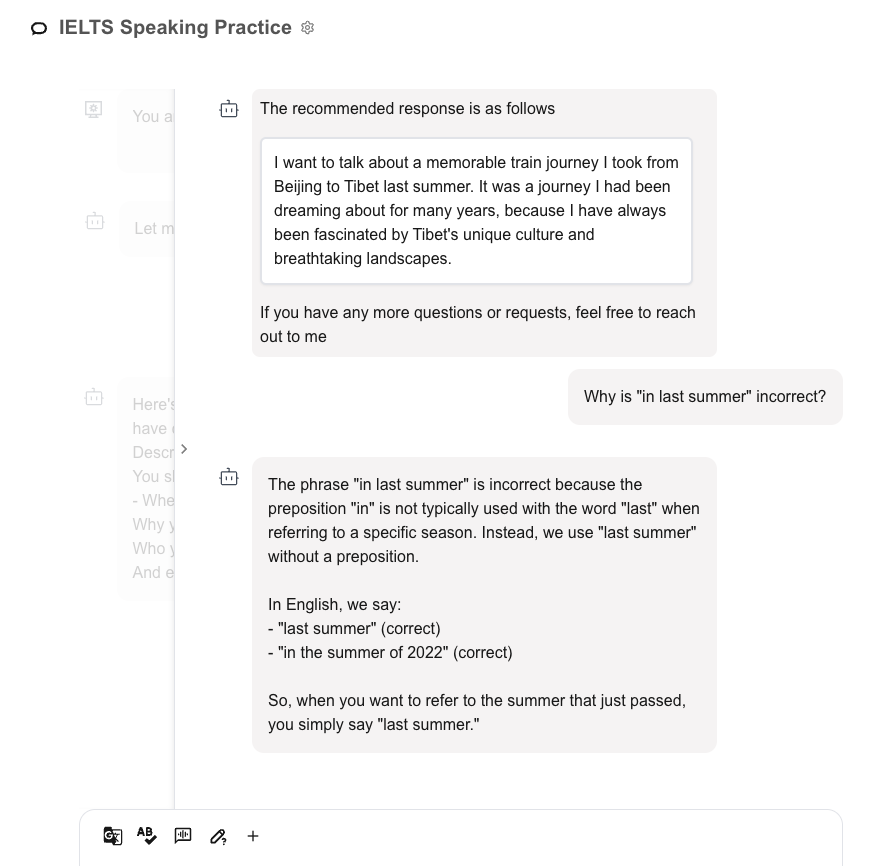 IELTS Speaking Practice
You a
Let m
Here's
have
Descr
You s
- Whe
Why y
Who y
And e
The recommended response is as follows
I want to talk about a memorable train journey I took from
Beijing to Tibet last summer. It was a journey I had been
dreaming about for many years, because I have always
been fascinated by Tibet's unique culture and
breathtaking landscapes.
If you have any more questions or requests, feel free to reach
out to me
Why is "in last summer" incorrect?
The phrase "in last summer" is incorrect because the
preposition "in" is not typically used with the word "last" when
referring to a specific season. Instead, we use "last summer"
without a preposition.
In English, we say:
- "last summer" (correct)
- "in the summer of 2022" (correct)
So, when you want to refer to the summer that just passed,
you simply say "last summer."
AB